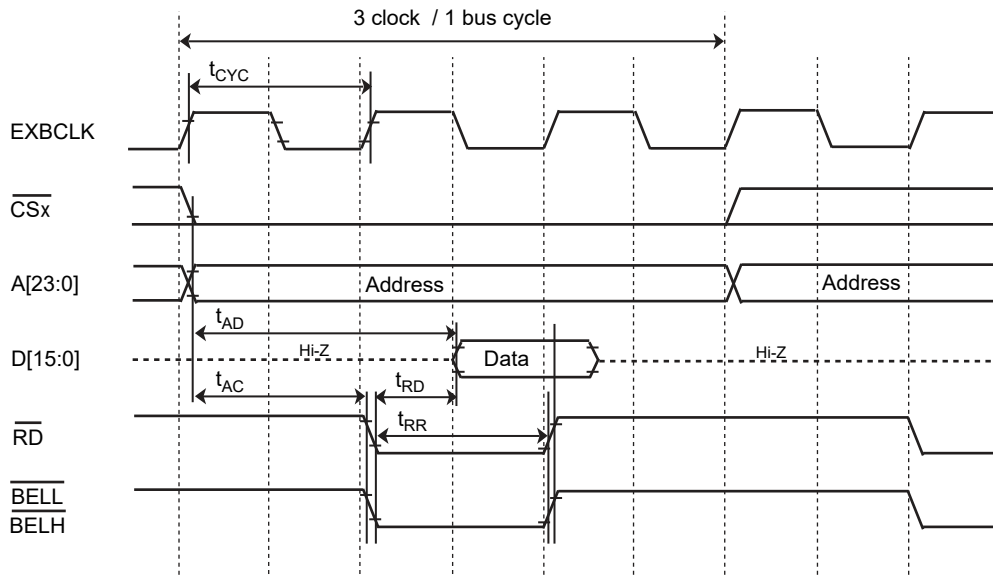 3 clock / 1 bus cycle
tCYC
EXBCLK
CSx
A[23:0]
Address
Address
tAD
D[15:0]
Hi-Z
Data
Hi-Z
tAC
tRD
tRR
RD
BELL
BELH